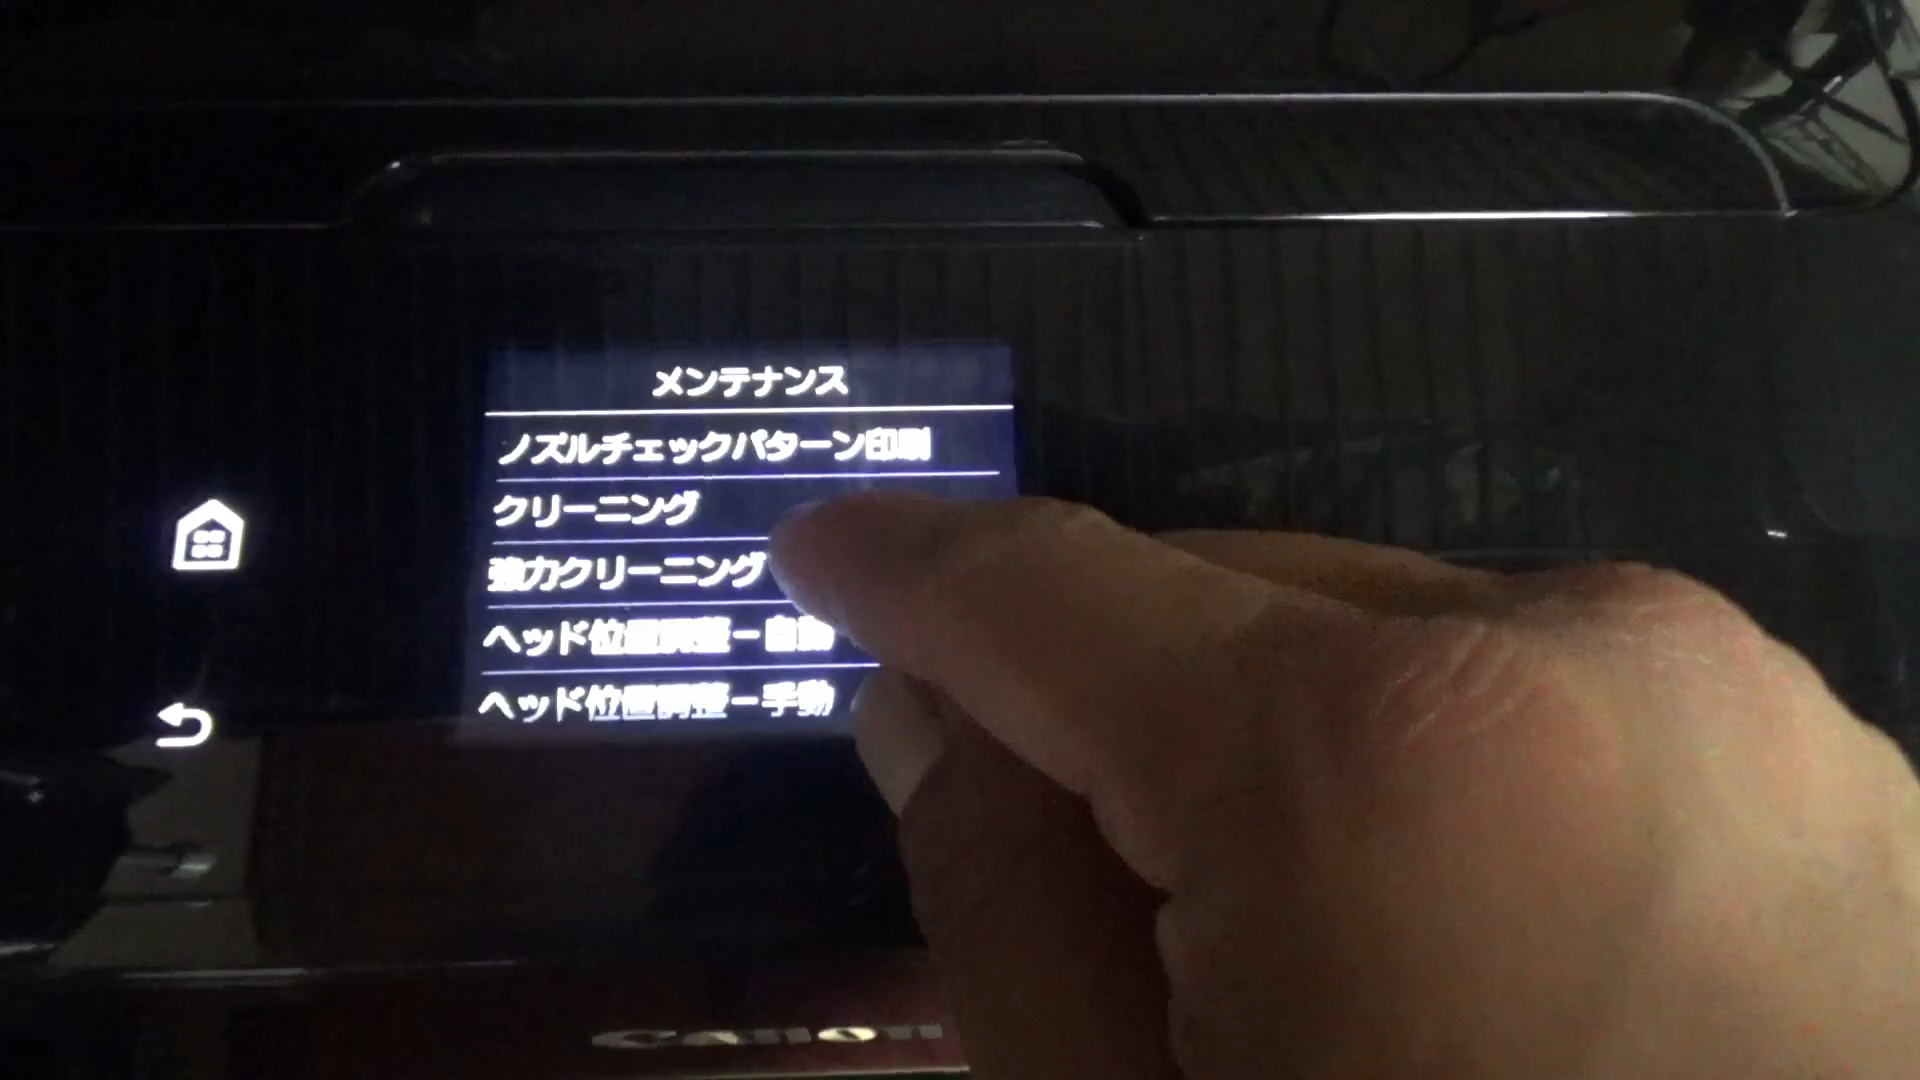 メンテナンス
ノズルチェックパターン印刷
クリーニング
強力クリーニング
ヘッド位置調整－自動
ヘッド位置調整－手動
Canon